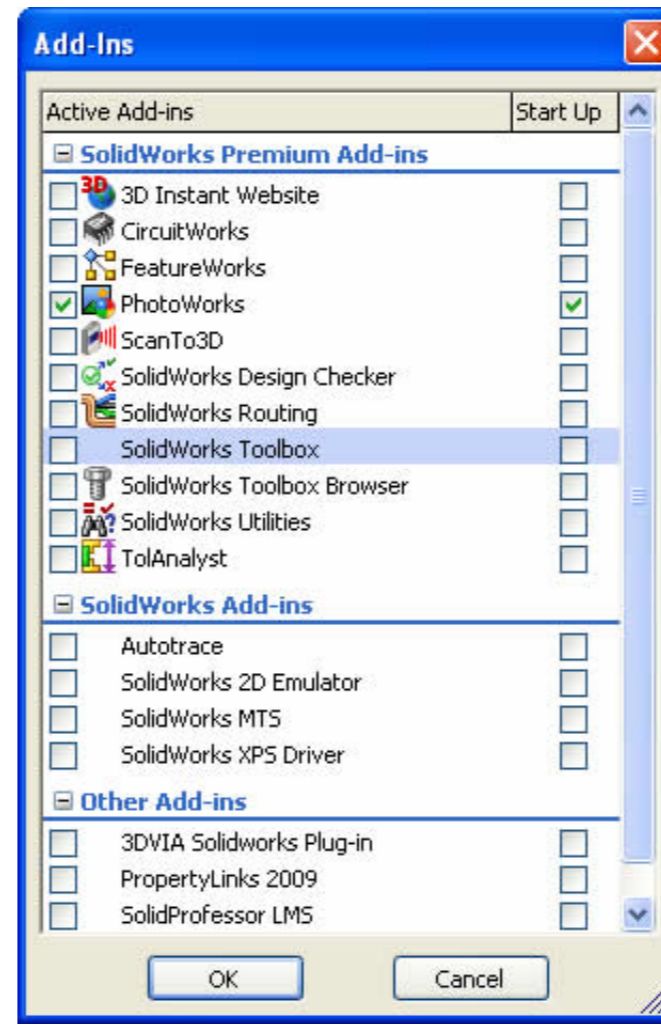 Add-Ins
Active Add-ins Start Up
SolidWorks Premium Add-ins
3D Instant Website
CircuitWorks
FeatureWorks
PhotoWorks
ScanTo3D
SolidWorks Design Checker
SolidWorks Routing
SolidWorks Toolbox
SolidWorks Toolbox Browser
SolidWorks Utilities
TolAnalyst
SolidWorks Add-ins
Autotrace
SolidWorks 2D Emulator
SolidWorks MTS
SolidWorks XPS Driver
Other Add-ins
3DVIA Solidworks Plug-in
PropertyLinks 2009
SolidProfessor LMS
OK Cancel